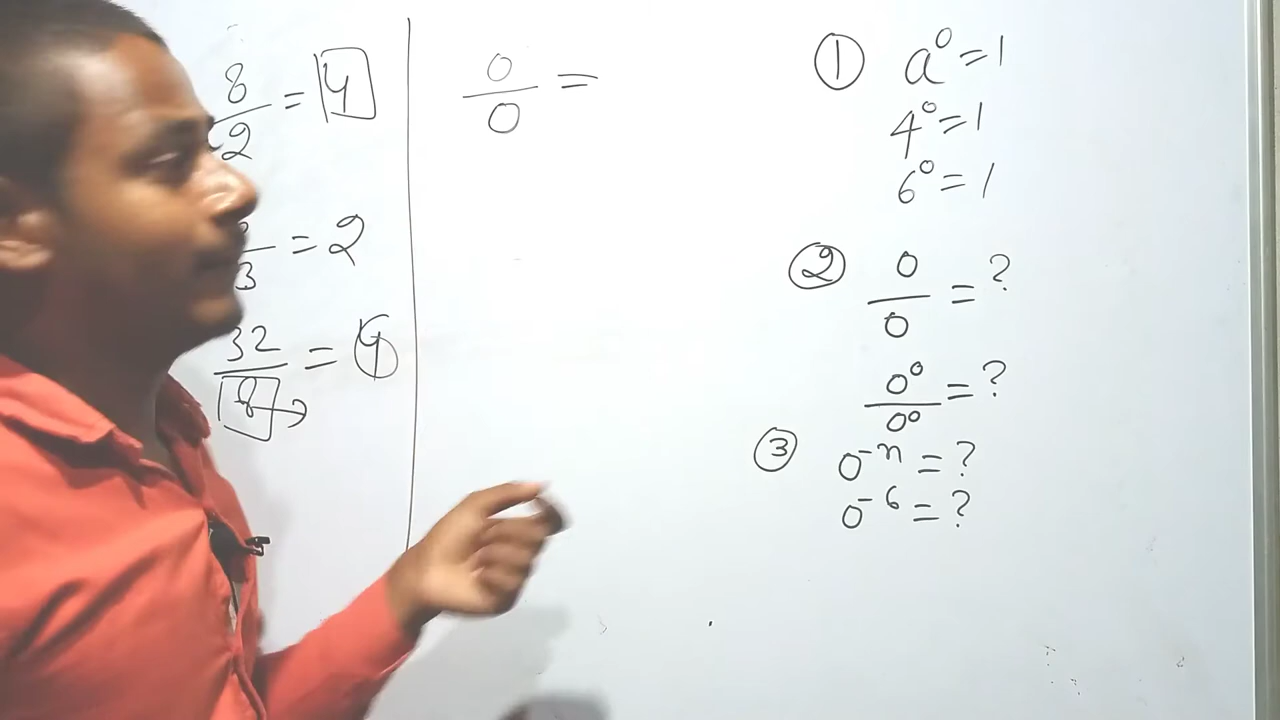 8/2 = 4
/3 = 2
32/8 = 4
0/0 =
① a⁰ = 1
4⁰ = 1
6⁰ = 1
② 0/0 = ?
0⁰/0⁰ = ?
③ 0⁻ⁿ = ?
0⁻⁶ = ?